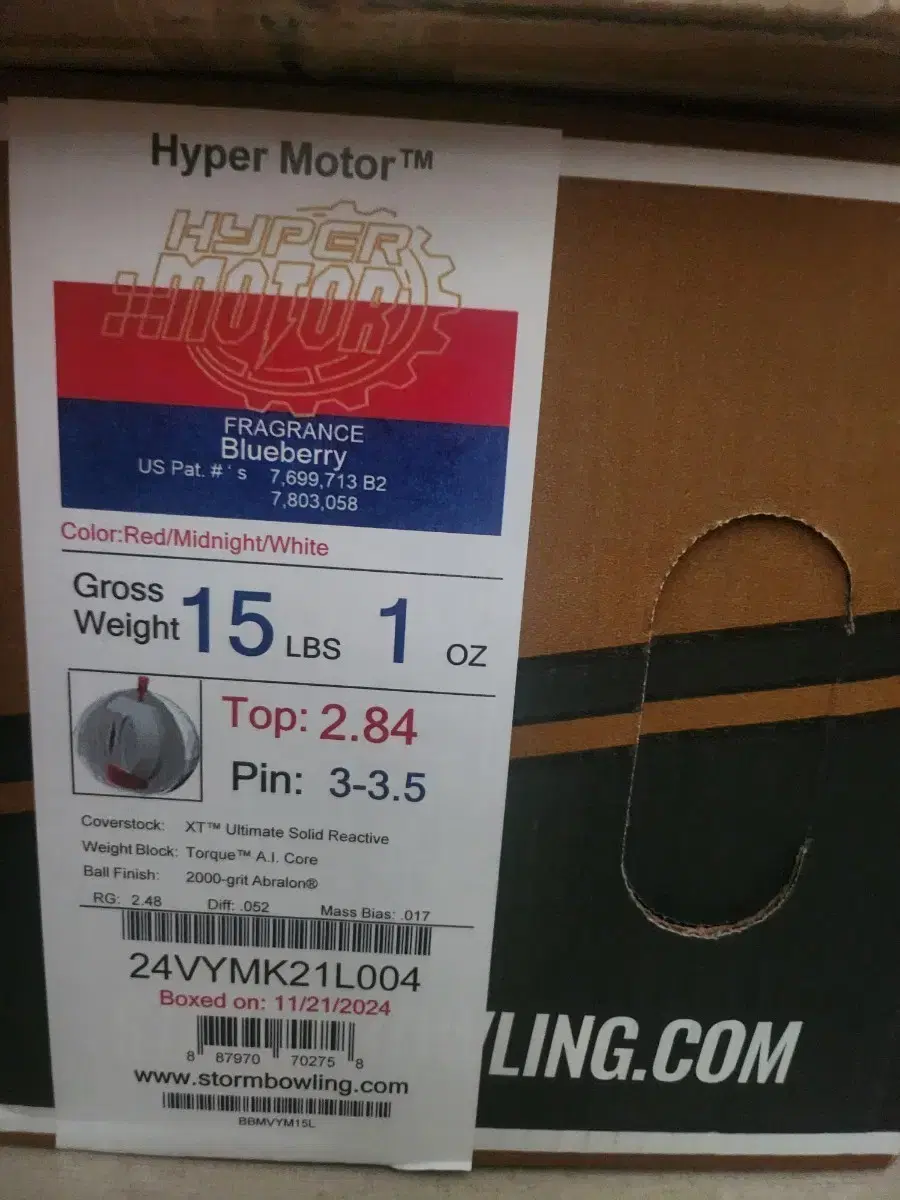 Hyper Motor™
HYPER
MOTOR
FRAGRANCE
Blueberry
US Pat. #'s 7,699,713 B2
7,803,058
Color:Red/Midnight/White
Gross
Weight 15 LBS 1 OZ
Top: 2.84
Pin: 3-3.5
Coverstock: XT™ Ultimate Solid Reactive
Weight Block: Torque™ A.I. Core
Ball Finish: 2000-grit Abralon®
RG: 2.48 Diff: .052 Mass Bias: .017
24VYMK21L004
Boxed on: 11/21/2024
8 87970 70275 8
www.stormbowling.com
BBMVYM15L
LING.COM